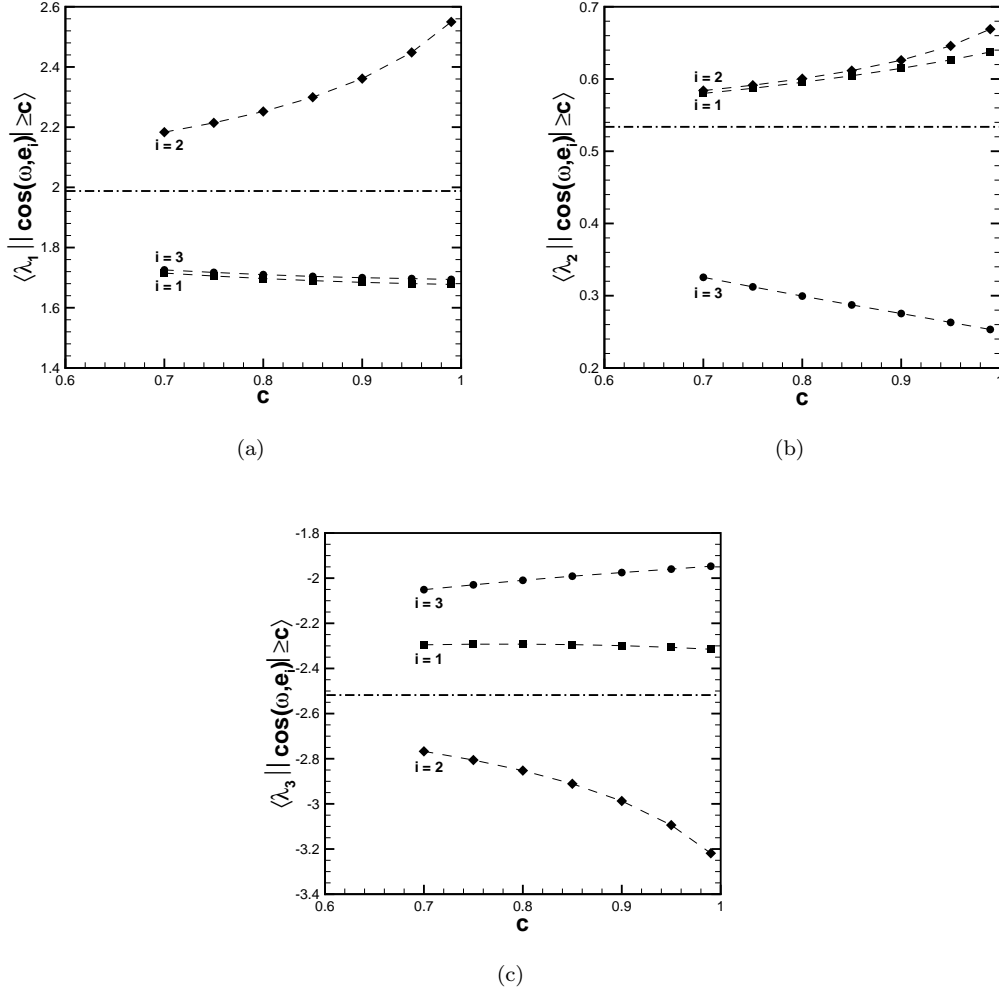 ⟨λ₁ || cos(ω,eᵢ)| ≥c⟩
2.6
2.4
2.2
2
1.8
1.6
1.4
i = 2
i = 3
i = 1
0.6
0.7
0.8
0.9
1
c
(a)
⟨λ₂ || cos(ω,eᵢ)| ≥c⟩
0.7
0.6
0.5
0.4
0.3
0.2
i = 2
i = 1
i = 3
0.6
0.7
0.8
0.9
1
c
(b)
⟨λ₃ || cos(ω,eᵢ)| ≥c⟩
-1.8
-2
-2.2
-2.4
-2.6
-2.8
-3
-3.2
-3.4
i = 3
i = 1
i = 2
0.6
0.7
0.8
0.9
1
c
(c)